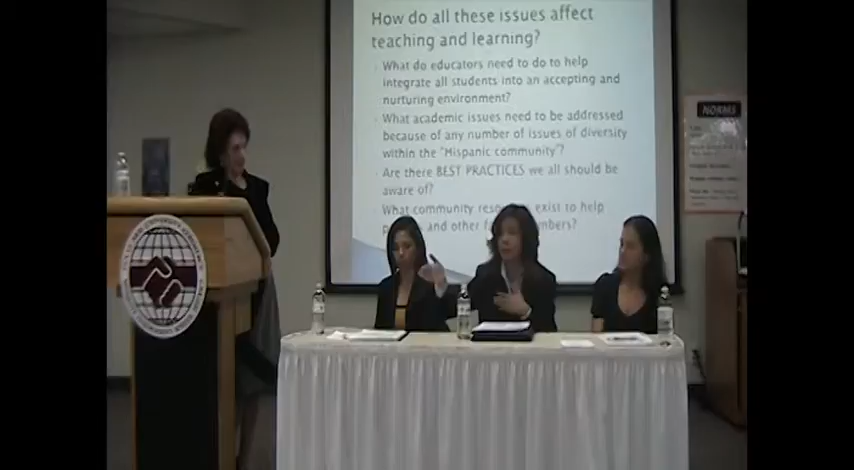 How do all these issues affect
teaching and learning?
What do educators need to do to help
integrate all students into an accepting and
nurturing environment?
What academic issues need to be addressed
because of any number of issues of diversity
within the "Hispanic community"?
Are there BEST PRACTICES we all should be
aware of?
What community exist to help
and other
NORMS